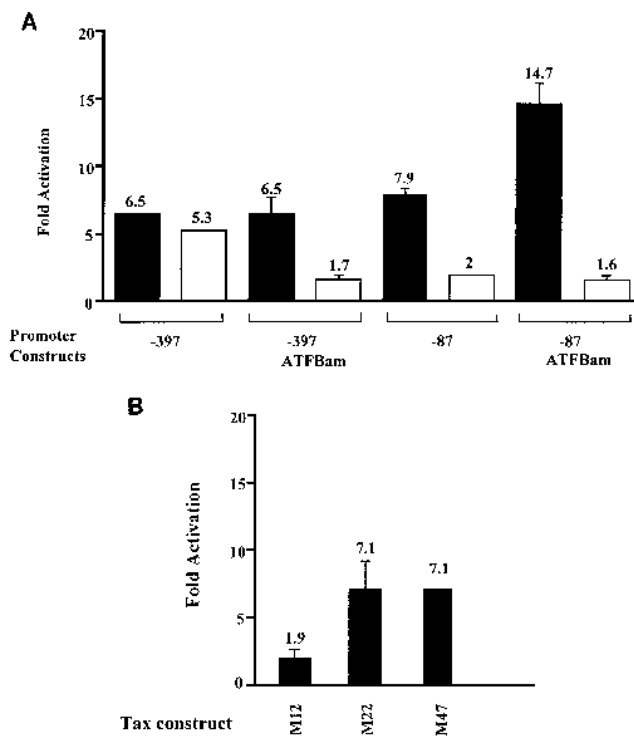 A
20
15
10
5
0
Fold Activation
6.5
5.3
6.5
1.7
7.9
2
14.7
1.6
Promoter Constructs
-397
-397 ATFBam
-87
-87 ATFBam
B
20
15
10
5
0
Fold Activation
1.9
7.1
7.1
Tax construct
M12
M22
M47